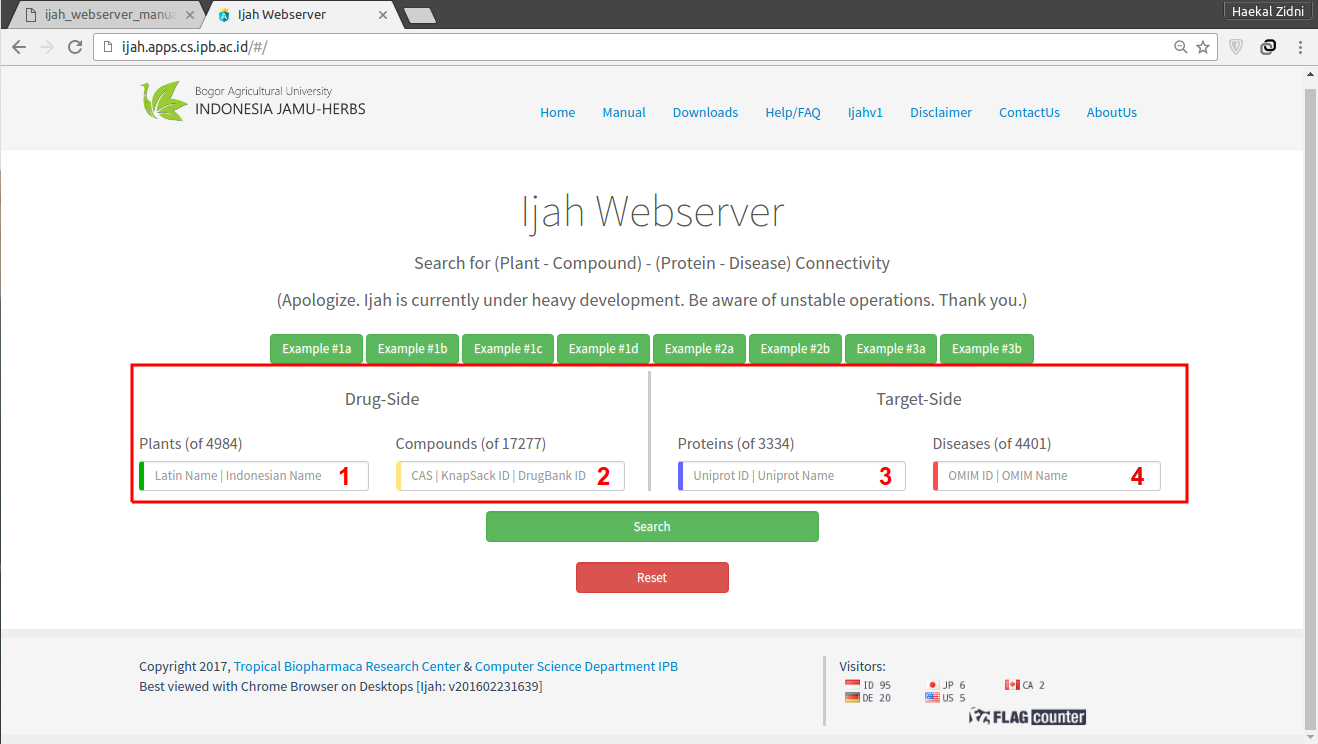 ijah_webserver_manua
Ijah Webserver
Haekal Zidni
ijah.apps.cs.ipb.ac.id/#/
Bogor Agricultural University
INDONESIA JAMU-HERBS
Home Manual Downloads Help/FAQ Ijahv1 Disclaimer ContactUs AboutUs
Ijah Webserver
Search for (Plant - Compound) - (Protein - Disease) Connectivity
(Apologize. Ijah is currently under heavy development. Be aware of unstable operations. Thank you.)
Example #1a Example #1b Example #1c Example #1d Example #2a Example #2b Example #3a Example #3b
Drug-Side Target-Side
Plants (of 4984) Compounds (of 17277) Proteins (of 3334) Diseases (of 4401)
Latin Name | Indonesian Name 1 CAS | KnapSack ID | DrugBank ID 2 Uniprot ID | Uniprot Name 3 OMIM ID | OMIM Name 4
Search
Reset
Copyright 2017, Tropical Biopharmaca Research Center & Computer Science Department IPB
Best viewed with Chrome Browser on Desktops [Ijah: v201602231639]
Visitors:
ID 95 JP 6 CA 2
DE 20 US 5
FLAG counter